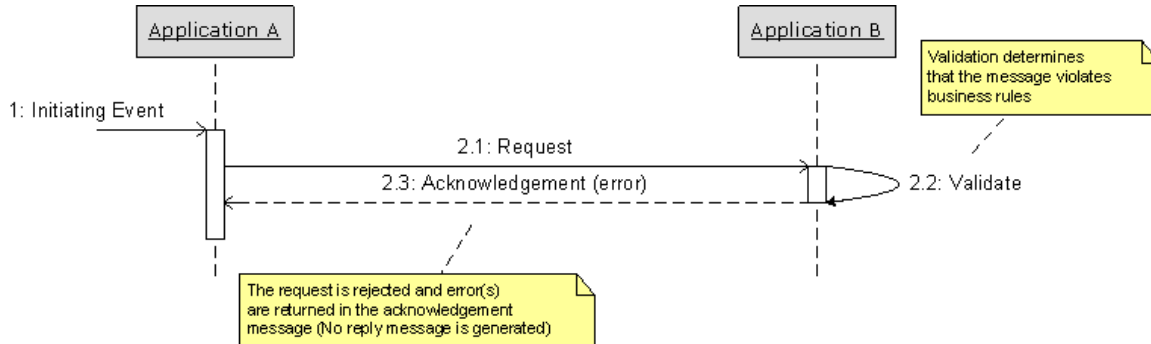 Application A
Application B
Validation determines
that the message violates
business rules
1: Initiating Event
2.1: Request
2.3: Acknowledgement (error)
2.2: Validate
The request is rejected and error(s)
are returned in the acknowledgement
message (No reply message is generated)